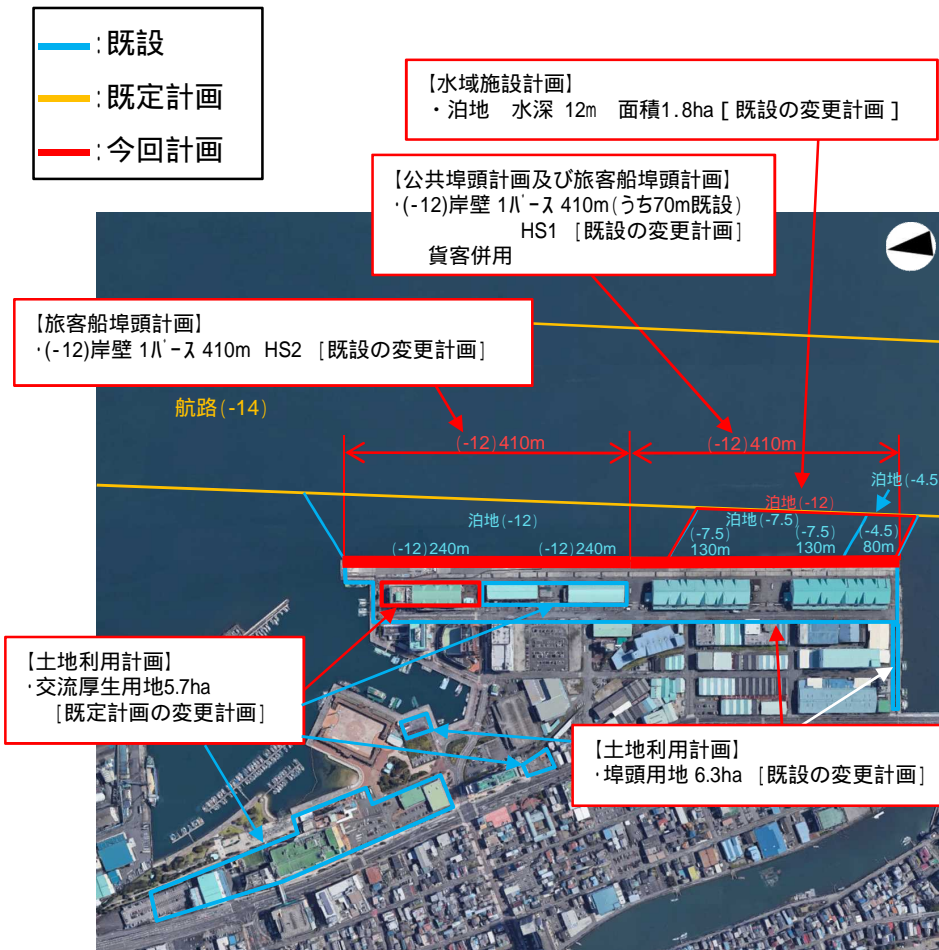 :既設
:既定計画
:今回計画
【水域施設計画】
・泊地　水深 12m　面積1.8ha [ 既設の変更計画 ]
【公共埠頭計画及び旅客船埠頭計画】
・(-12)岸壁 1バース 410m(うち70m既設)
HS1 [既設の変更計画]
貨客併用
【旅客船埠頭計画】
・(-12)岸壁 1バース 410m HS2 [既設の変更計画]
航路(-14)
(-12)410m
(-12)410m
泊地(-4.5
泊地(-12)
泊地(-12)
泊地(-7.5)
(-7.5)
130m
(-7.5)
130m
(-4.5)
80m
(-12)240m
(-12)240m
【土地利用計画】
・交流厚生用地5.7ha
[既定計画の変更計画]
【土地利用計画】
・埠頭用地 6.3ha [既設の変更計画]